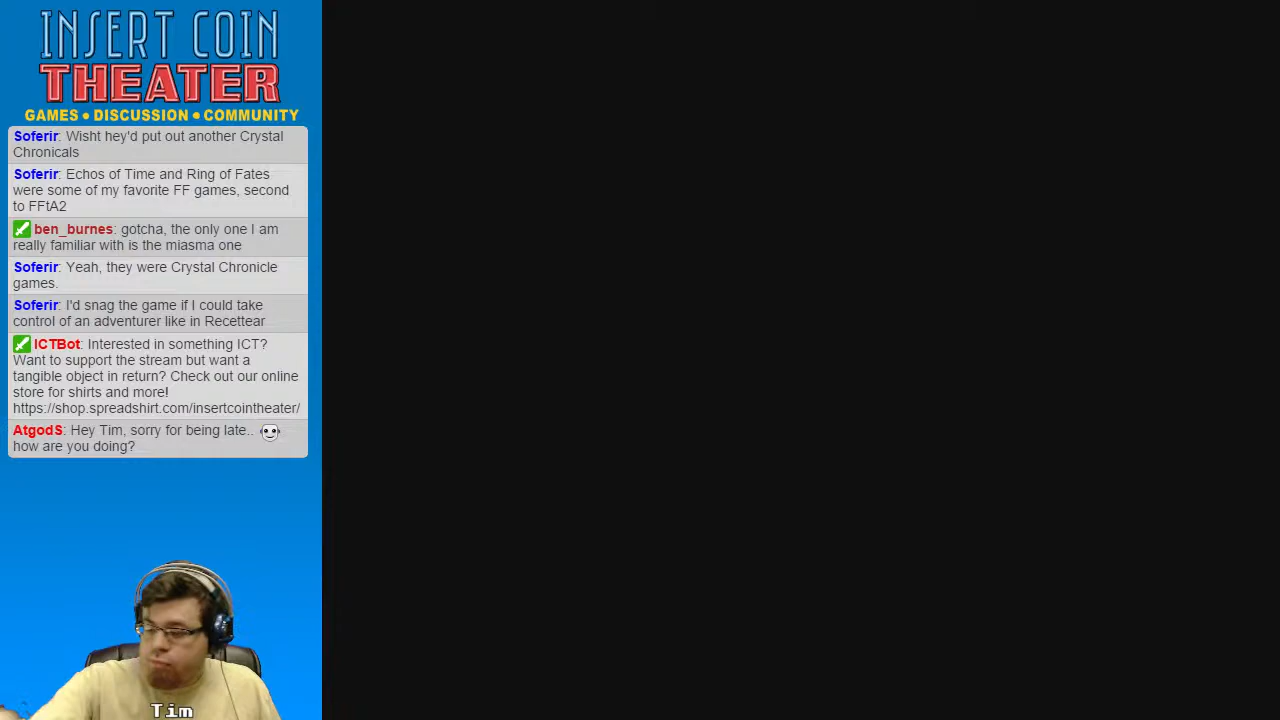 INSERT COIN
THEATER
GAMES • DISCUSSION • COMMUNITY
Soferir: Wisht hey'd put out another Crystal
Chronicals
Soferir: Echos of Time and Ring of Fates
were some of my favorite FF games, second
to FFtA2
ben_burnes: gotcha, the only one I am
really familiar with is the miasma one
Soferir: Yeah, they were Crystal Chronicle
games.
Soferir: I'd snag the game if I could take
control of an adventurer like in Recettear
ICTBot: Interested in something ICT?
Want to support the stream but want a
tangible object in return? Check out our online
store for shirts and more!
https://shop.spreadshirt.com/insertcointheater/
AtgodS: Hey Tim, sorry for being late..
how are you doing?
Tim